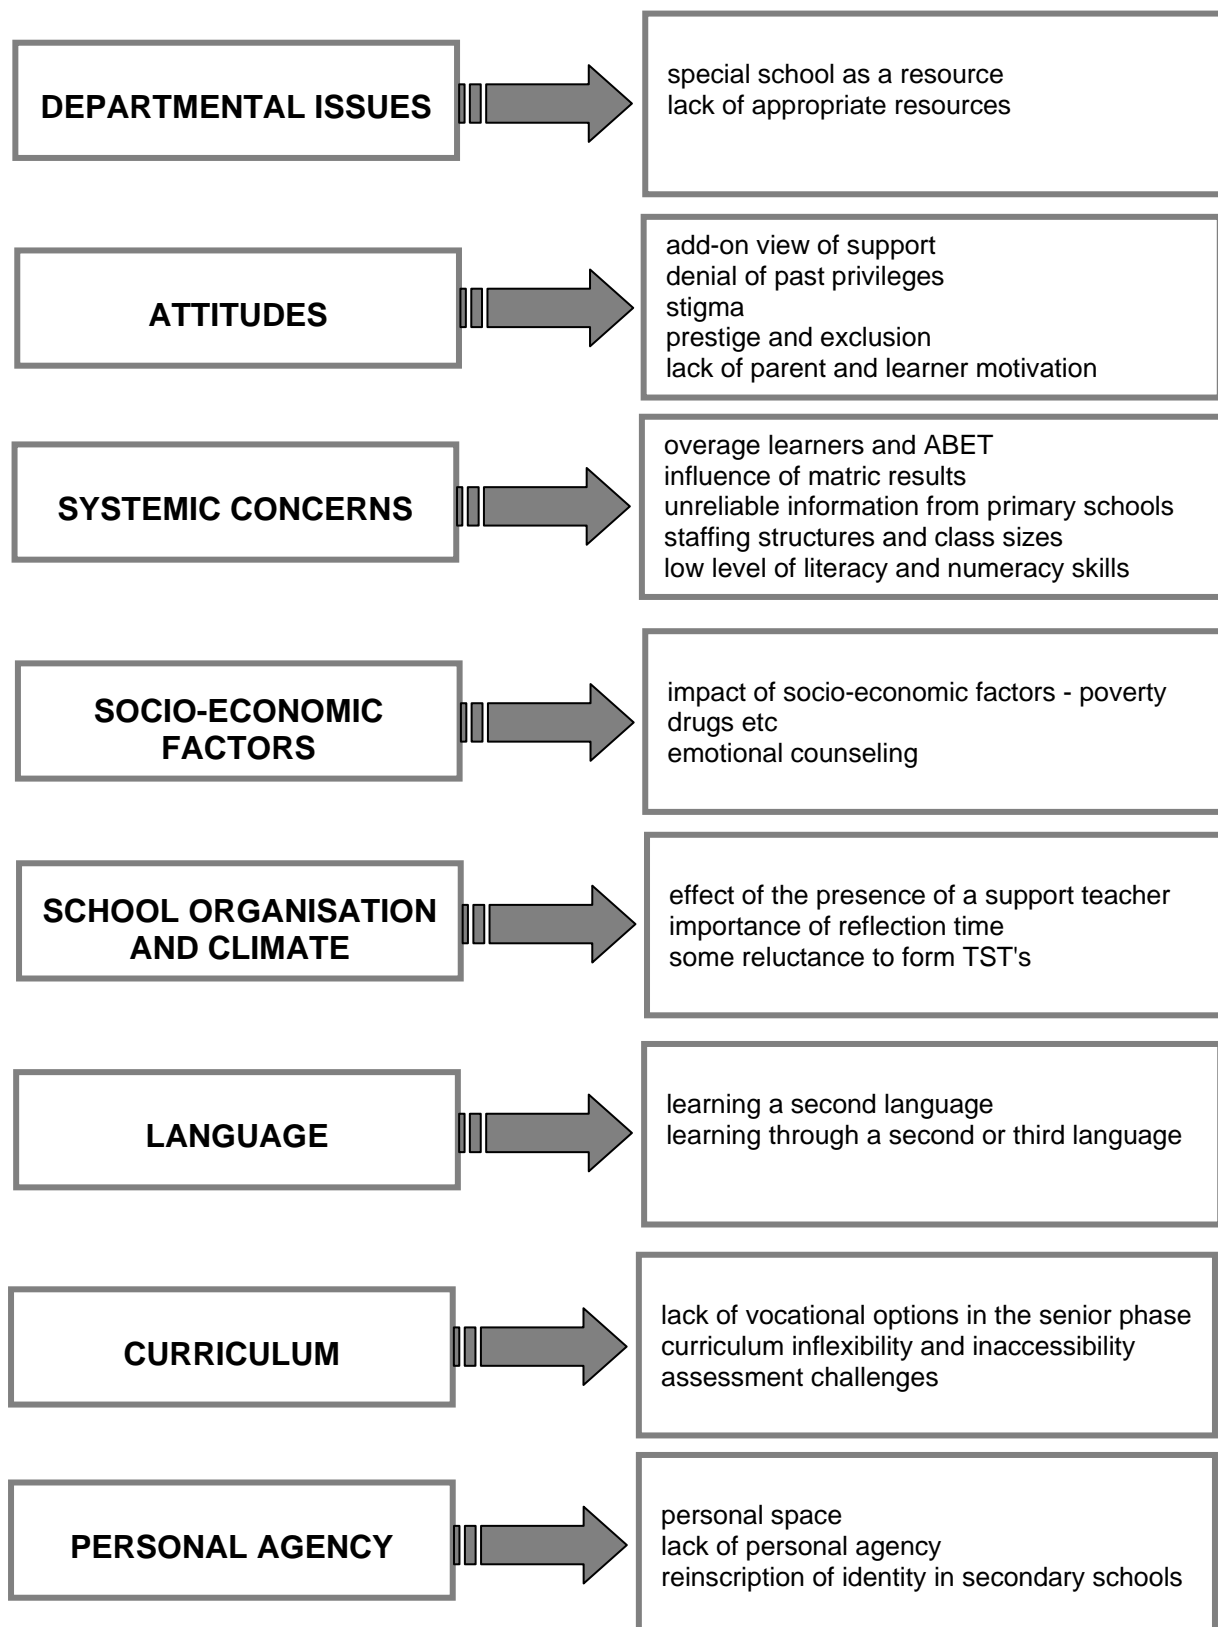 DEPARTMENTAL ISSUES
special school as a resource
lack of appropriate resources
ATTITUDES
add-on view of support
denial of past privileges
stigma
prestige and exclusion
lack of parent and learner motivation
SYSTEMIC CONCERNS
overage learners and ABET
influence of matric results
unreliable information from primary schools
staffing structures and class sizes
low level of literacy and numeracy skills
SOCIO-ECONOMIC
FACTORS
impact of socio-economic factors - poverty
drugs etc
emotional counseling
SCHOOL ORGANISATION
AND CLIMATE
effect of the presence of a support teacher
importance of reflection time
some reluctance to form TST's
LANGUAGE
learning a second language
learning through a second or third language
CURRICULUM
lack of vocational options in the senior phase
curriculum inflexibility and inaccessibility
assessment challenges
PERSONAL AGENCY
personal space
lack of personal agency
reinscription of identity in secondary schools